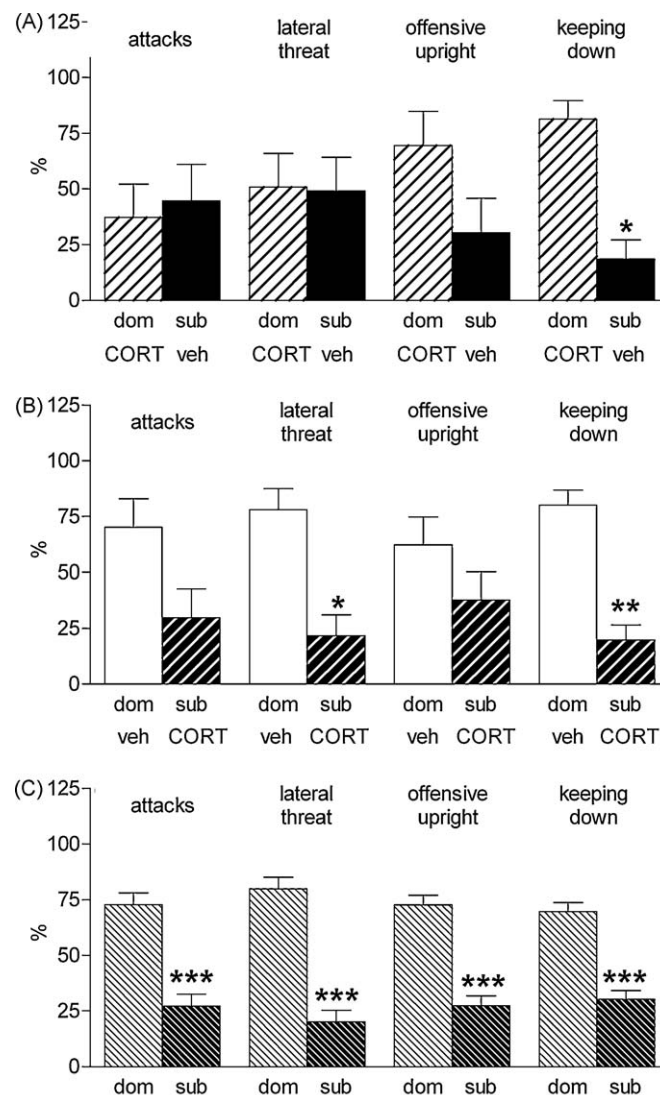 (A)
125
100
75
50
25
0
%
attacks
lateral
threat
offensive
upright
keeping
down
*
dom sub dom sub dom sub dom sub
CORT veh CORT veh CORT veh CORT veh
(B)
125
100
75
50
25
0
%
attacks
lateral
threat
offensive
upright
keeping
down
*
**
dom sub dom sub dom sub dom sub
veh CORT veh CORT veh CORT veh CORT
(C)
125
100
75
50
25
0
%
attacks
lateral
threat
offensive
upright
keeping
down
***
***
***
***
dom sub dom sub dom sub dom sub